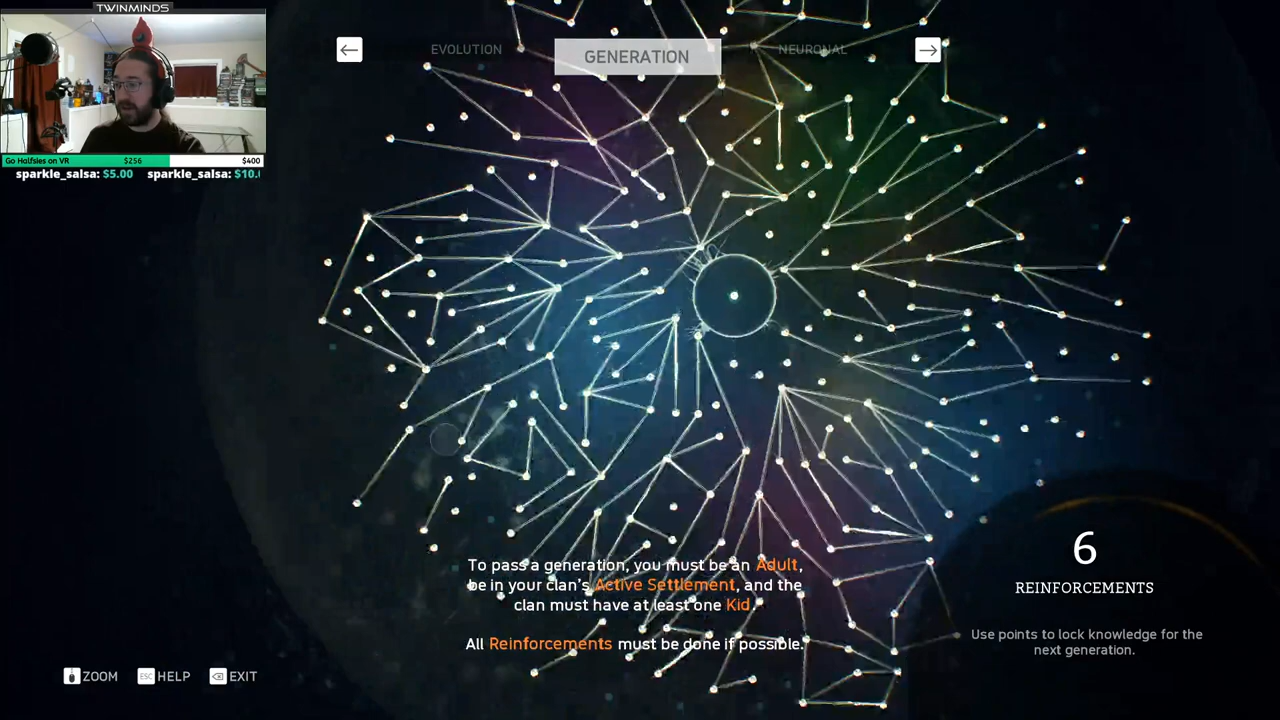 TWINMINDS
EVOLUTION
GENERATION
NEURONAL
Go Halfsies on VR $256 $400
sparkle_salsa: $5.00 sparkle_salsa: $10.
To pass a generation, you must be an Adult,
be in your clan's Active Settlement, and the
clan must have at least one Kid.
All Reinforcements must be done if possible.
6
REINFORCEMENTS
Use points to lock knowledge for the
next generation.
ZOOM
ESC HELP
EXIT